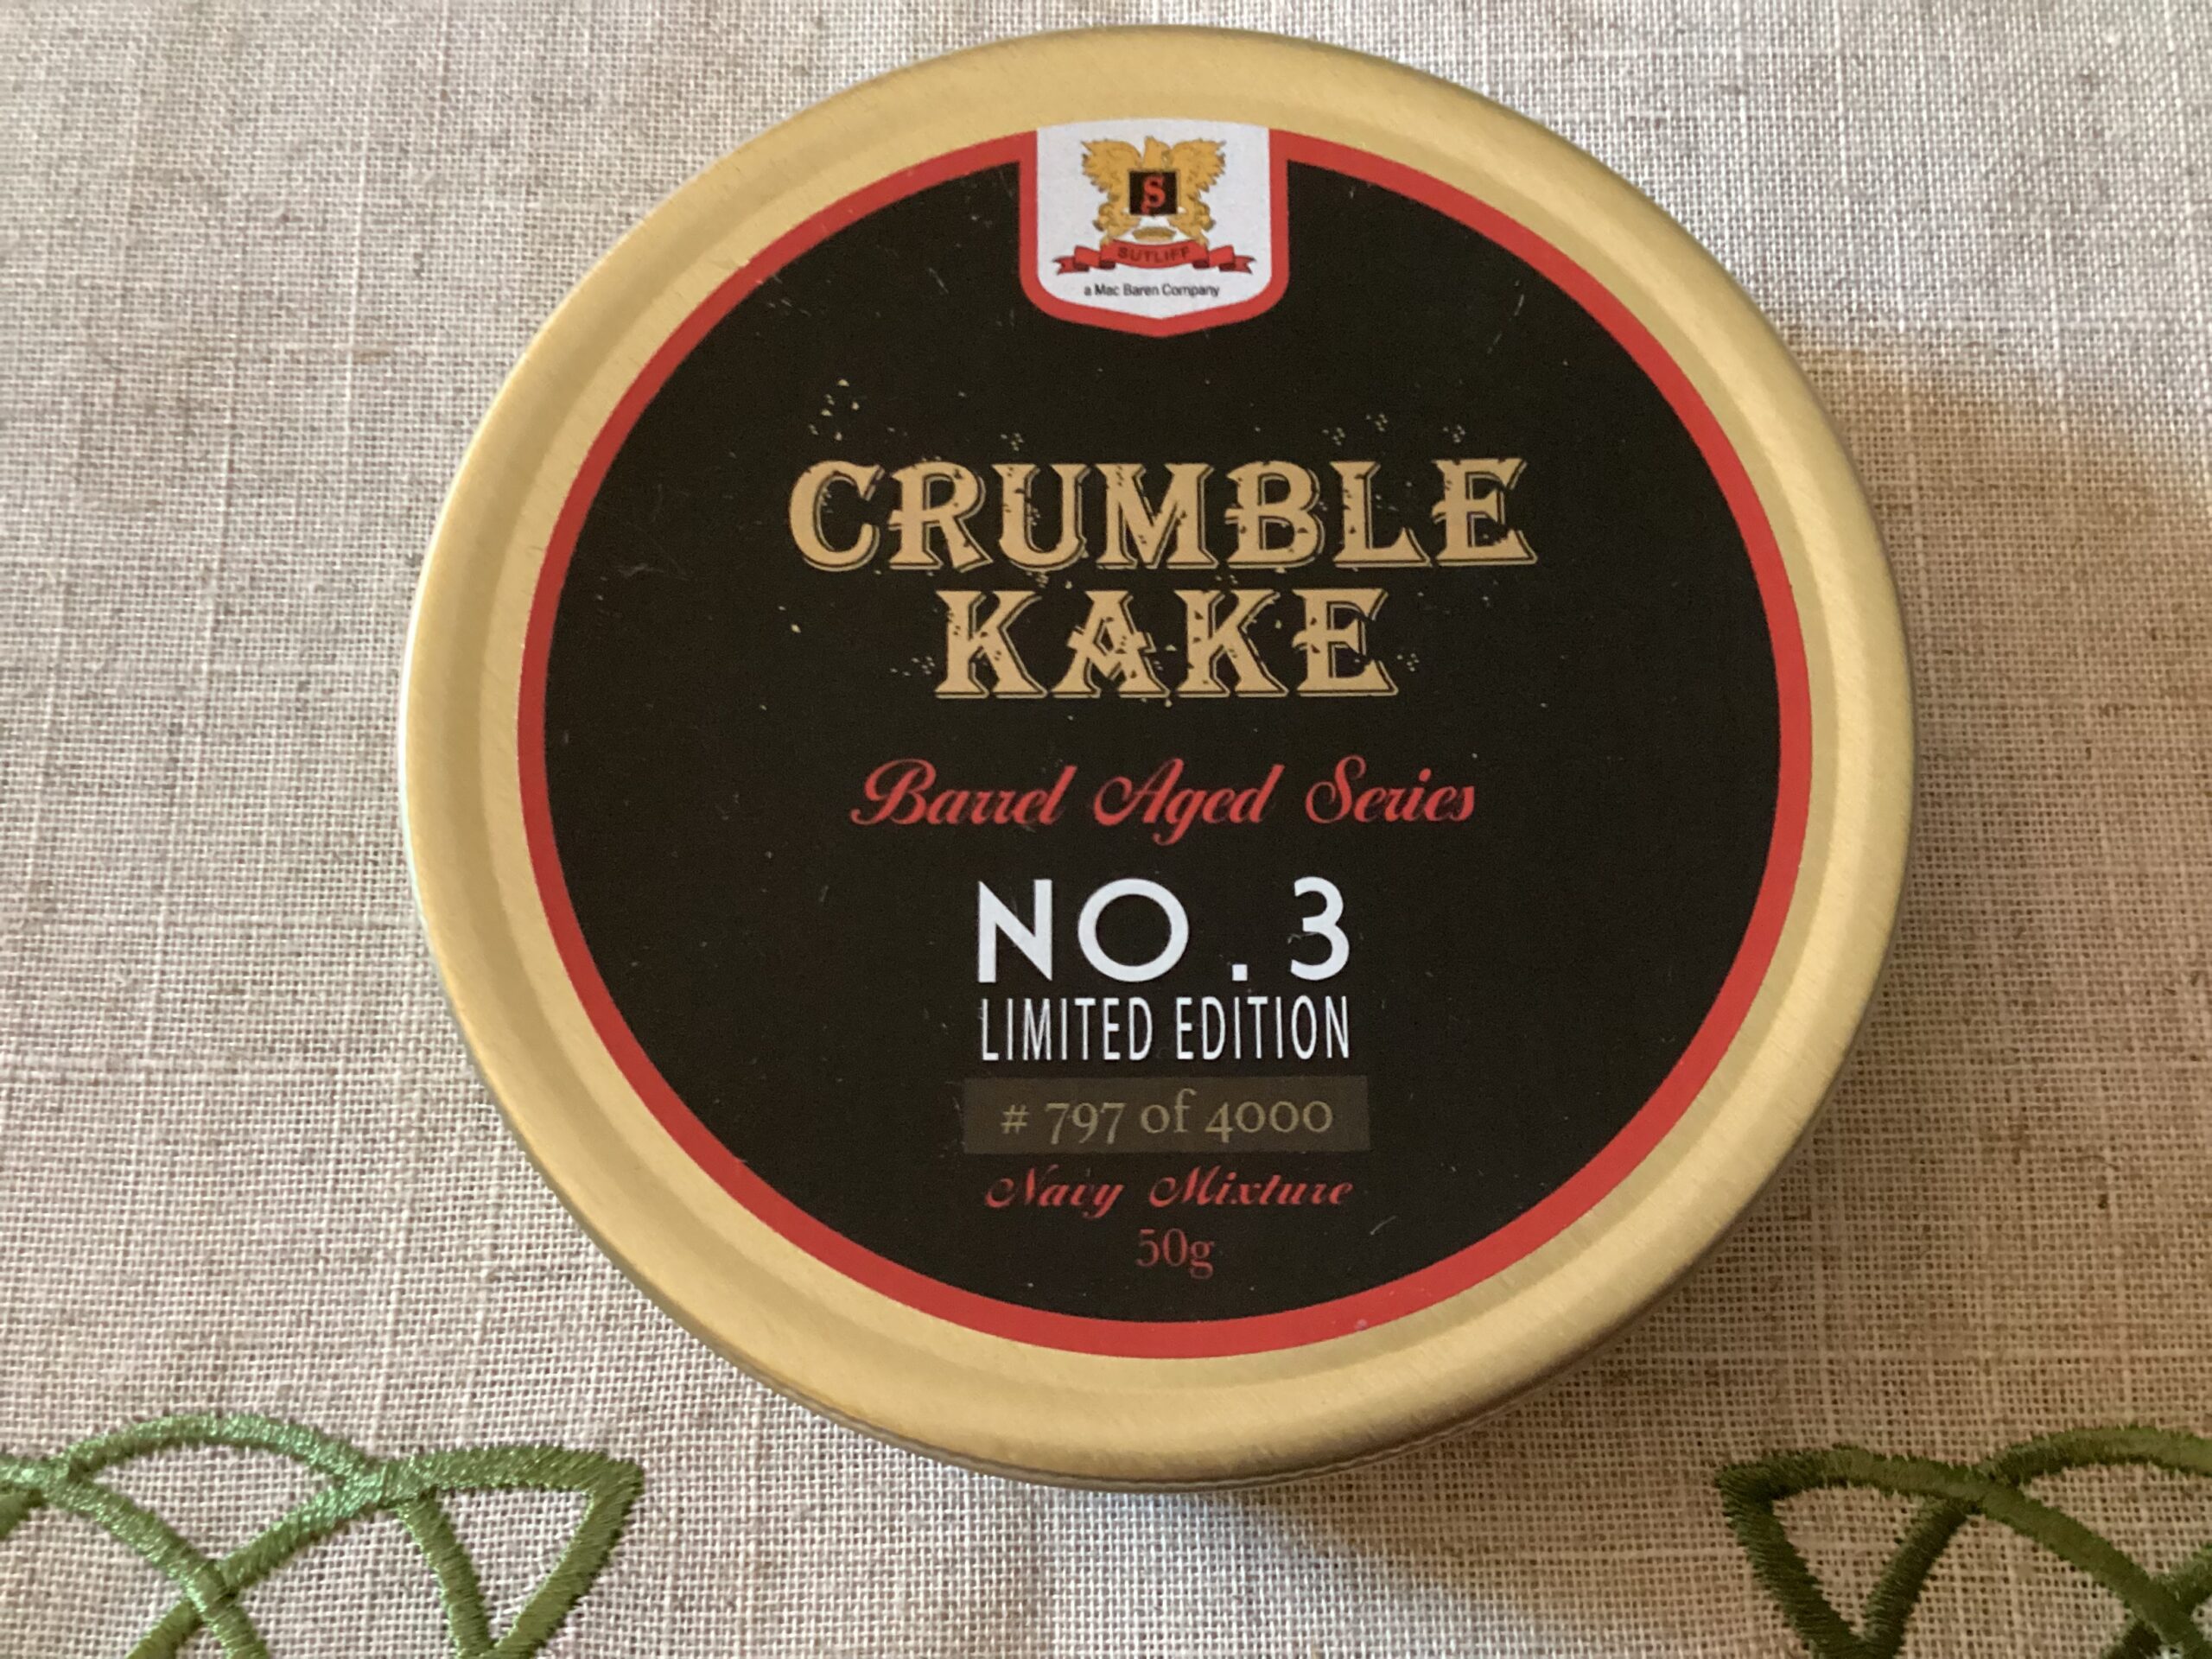 S
SUTLIFF
a Mac Baren Company
CRUMBLE
KAKE
Barrel Aged Series
NO.3
LIMITED EDITION
# 797 of 4000
Navy Mixture
50g